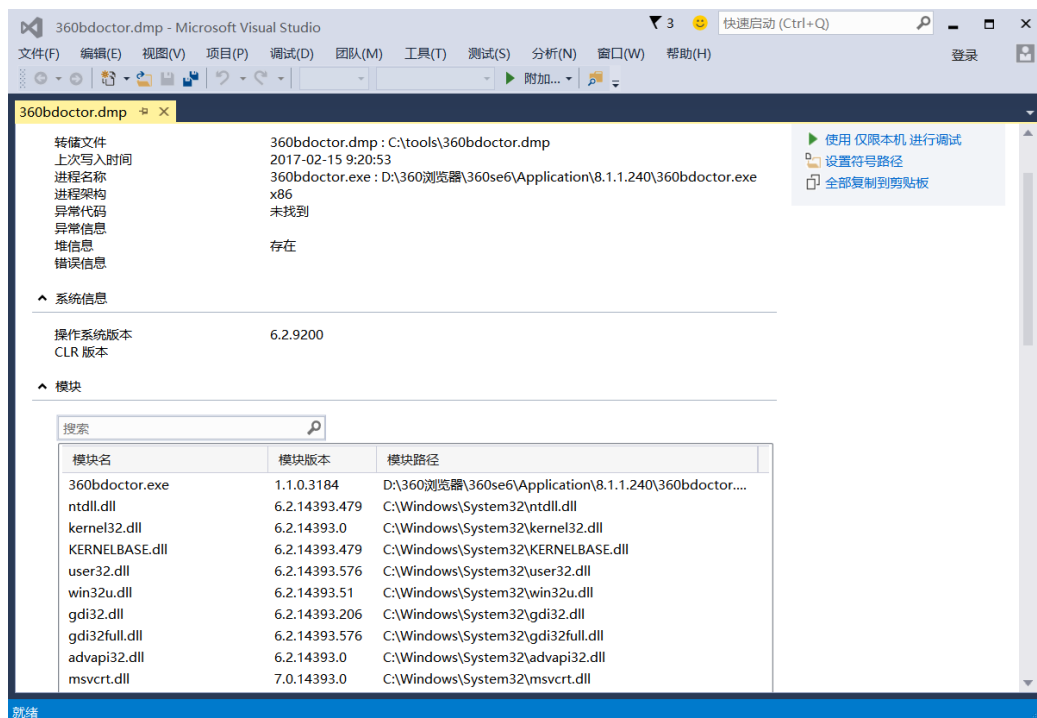 360bdoctor.dmp - Microsoft Visual Studio 3 快速启动 (Ctrl+Q)
文件(F) 编辑(E) 视图(V) 项目(P) 调试(D) 团队(M) 工具(T) 测试(S) 分析(N) 窗口(W) 帮助(H) 登录
附加...
360bdoctor.dmp
转储文件 360bdoctor.dmp : C:\tools\360bdoctor.dmp
上次写入时间 2017-02-15 9:20:53
进程名称 360bdoctor.exe : D:\360浏览器\360se6\Application\8.1.1.240\360bdoctor.exe
进程架构 x86
异常代码 未找到
异常信息
堆信息 存在
错误信息
使用 仅限本机 进行调试
设置符号路径
全部复制到剪贴板
系统信息
操作系统版本 6.2.9200
CLR 版本
模块
搜索
模块名 模块版本 模块路径
360bdoctor.exe 1.1.0.3184 D:\360浏览器\360se6\Application\8.1.1.240\360bdoctor....
ntdll.dll 6.2.14393.479 C:\Windows\System32\ntdll.dll
kernel32.dll 6.2.14393.0 C:\Windows\System32\kernel32.dll
KERNELBASE.dll 6.2.14393.479 C:\Windows\System32\KERNELBASE.dll
user32.dll 6.2.14393.576 C:\Windows\System32\user32.dll
win32u.dll 6.2.14393.51 C:\Windows\System32\win32u.dll
gdi32.dll 6.2.14393.206 C:\Windows\System32\gdi32.dll
gdi32full.dll 6.2.14393.576 C:\Windows\System32\gdi32full.dll
advapi32.dll 6.2.14393.0 C:\Windows\System32\advapi32.dll
msvcrt.dll 7.0.14393.0 C:\Windows\System32\msvcrt.dll
就绪